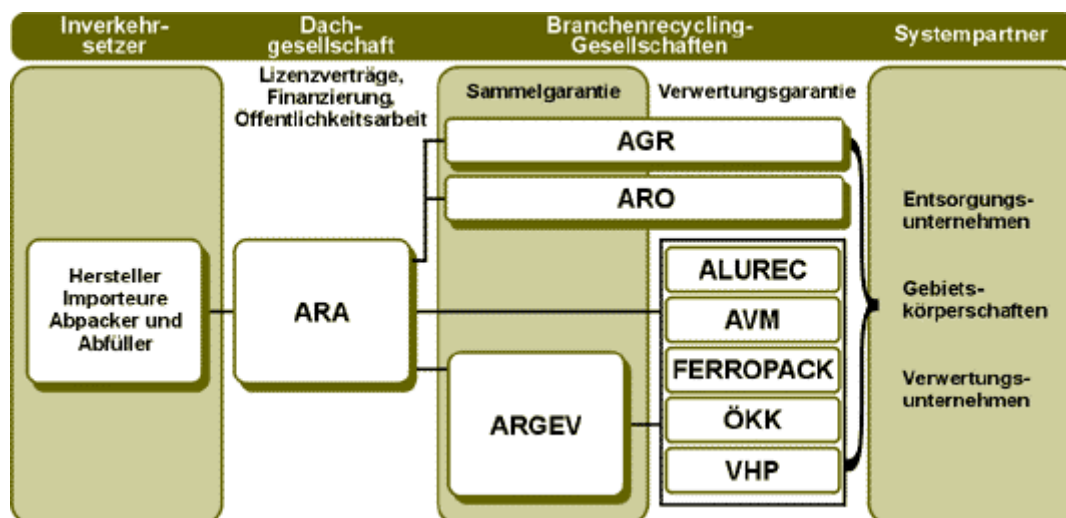 Inverkehr-
setzer
Dach-
gesellschaft
Branchenrecycling-
Gesellschaften
Systempartner
Lizenzverträge,
Finanzierung,
Öffentlichkeitsarbeit
Sammelgarantie
Verwertungsgarantie
AGR
ARO
Hersteller
Importeure
Abpacker und
Abfüller
ARA
ARGEV
ALUREC
AVM
FERROPACK
ÖKK
VHP
Entsorgungs-
unternehmen
Gebiets-
körperschaften
Verwertungs-
unternehmen